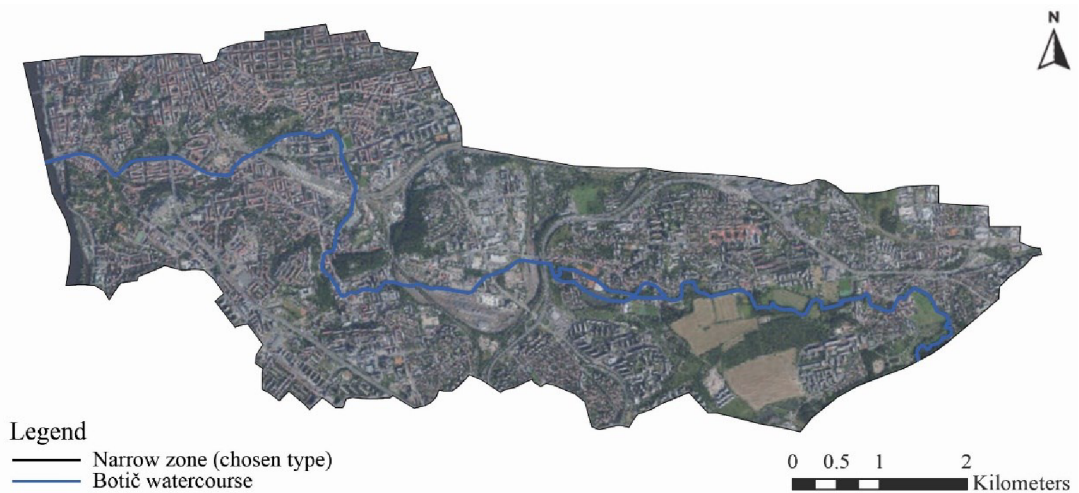 N
Legend
Narrow zone (chosen type)
Botič watercourse
0 0.5 1 2
Kilometers